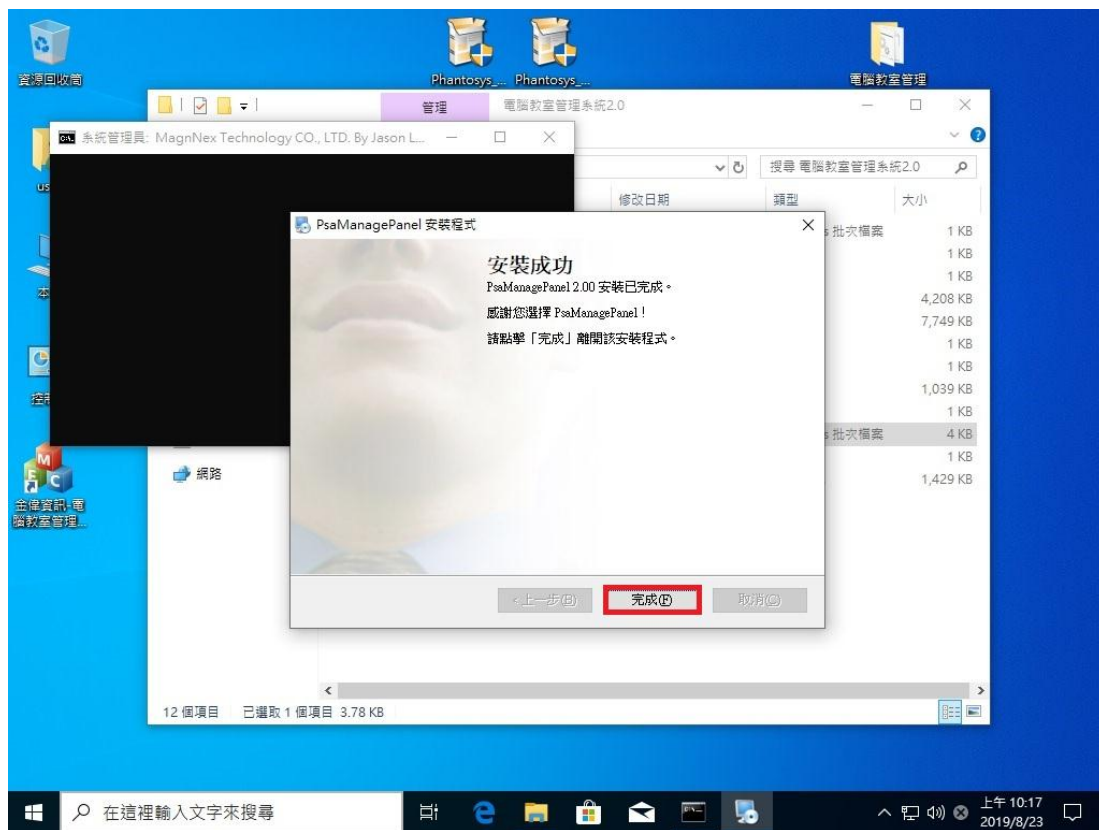 資源回收筒
Phantosys_...
Phantosys_...
電腦教室管理
管理
電腦教室管理系統2.0
系統管理員: MagnNex Technology CO., LTD. By Jason L...
us
搜尋 電腦教室管理系統2.0
修改日期
類型
大小
PsaManagePanel 安裝程式
s 批次檔案
1 KB
1 KB
安裝成功
1 KB
PsaManagePanel 2.00 安裝已完成。
本
4,208 KB
感謝您選擇 PsaManagePanel！
7,749 KB
請點擊「完成」離開該安裝程式。
1 KB
1 KB
控
1,039 KB
1 KB
s 批次檔案
4 KB
1 KB
網路
1,429 KB
金偉資訊-電
腦教室管理...
<上一步(B)
完成(F)
取消(C)
12 個項目
已選取 1 個項目 3.78 KB
在這裡輸入文字來搜尋
上午 10:17
2019/8/23